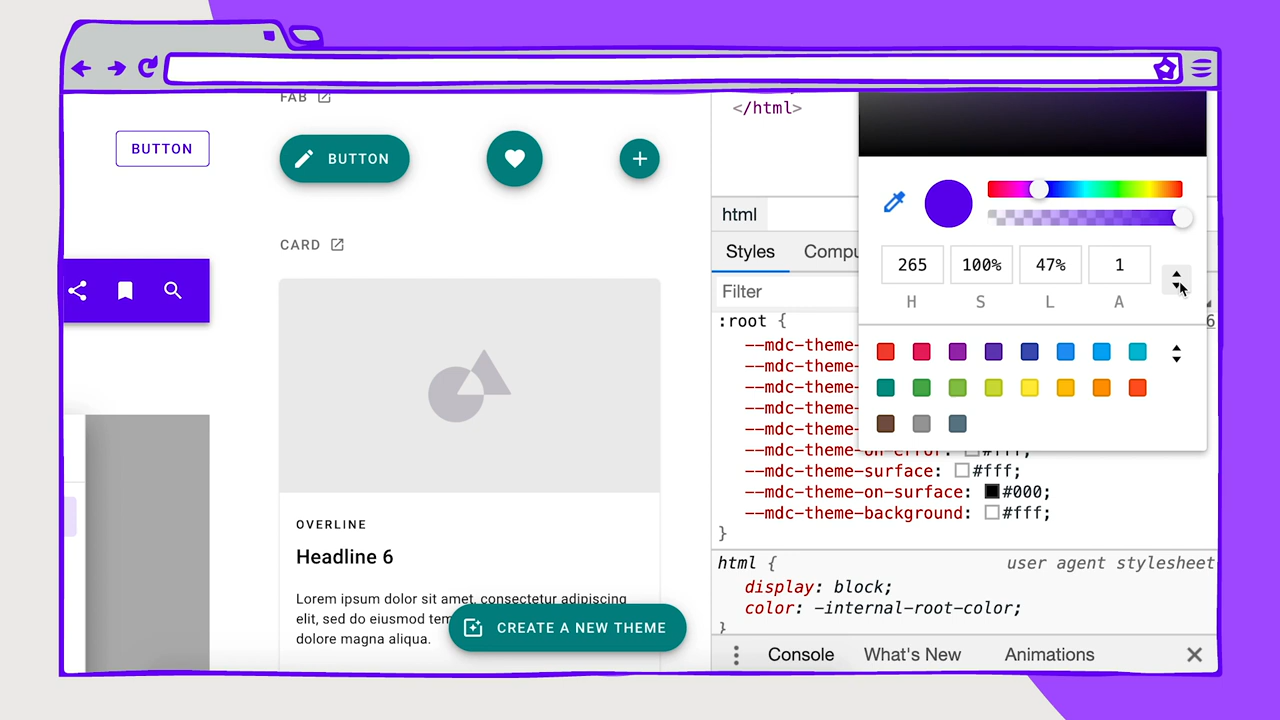 FAB
BUTTON
BUTTON
CARD
OVERLINE
Headline 6
Lorem ipsum dolor sit amet, consectetur adipiscing
elit, sed do eiusmod tem
dolore magna aliqua.
CREATE A NEW THEME
</html>
html
Styles
Compu
Filter
265
100%
47%
1
H
S
L
A
6
:root {
--mdc-theme-
--mdc-theme-
--mdc-theme-
--mdc-theme-
--mdc-theme-
--mdc-theme-on-error: #fff;
--mdc-theme-surface: #fff;
--mdc-theme-on-surface: #000;
--mdc-theme-background: #fff;
}
html {
user agent stylesheet
display: block;
color: -internal-root-color;
}
Console
What's New
Animations